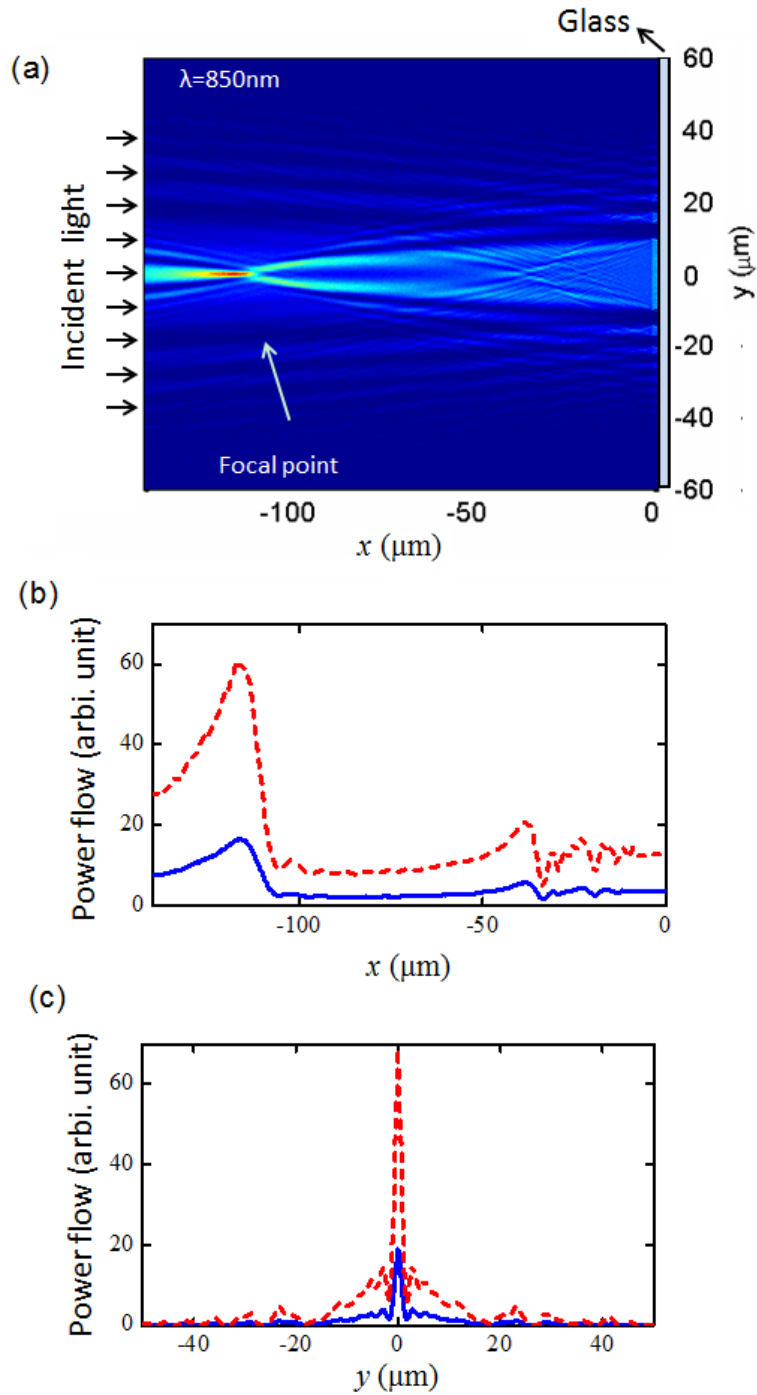 Glass
(a)
λ=850nm
Incident light
Focal point
60
40
20
0
-20
-40
-60
y (μm)
-100
-50
0
x (μm)
(b)
Power flow (arbi. unit)
60
40
20
0
-100
-50
0
x (μm)
(c)
Power flow (arbi. unit)
60
40
20
0
-40
-20
0
20
40
y (μm)